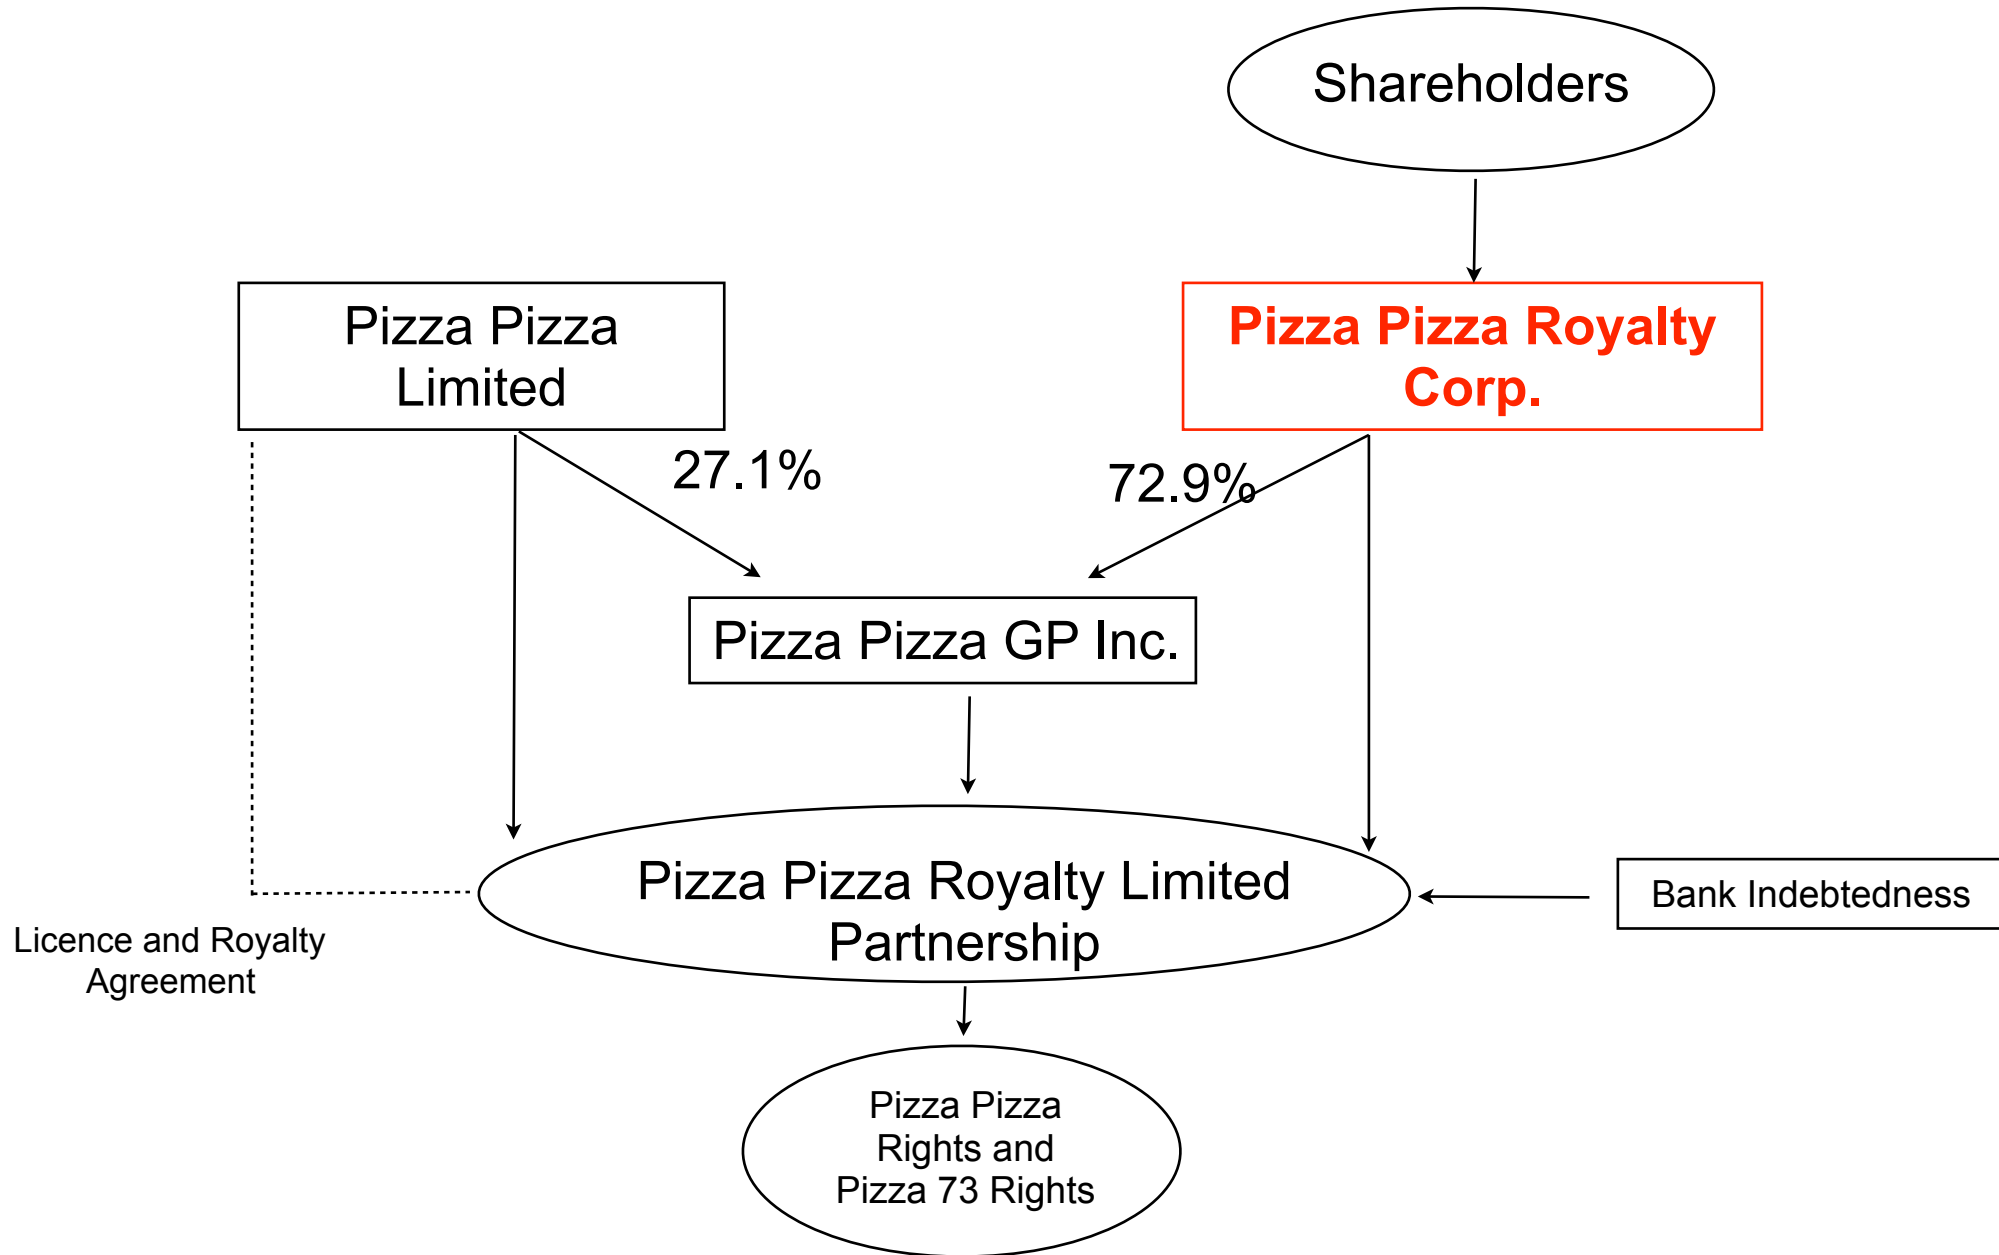 Shareholders
Pizza Pizza
Limited
Pizza Pizza Royalty
Corp.
27.1%
72.9%
Pizza Pizza GP Inc.
Pizza Pizza Royalty Limited
Partnership
Bank Indebtedness
Licence and Royalty
Agreement
Pizza Pizza
Rights and
Pizza 73 Rights